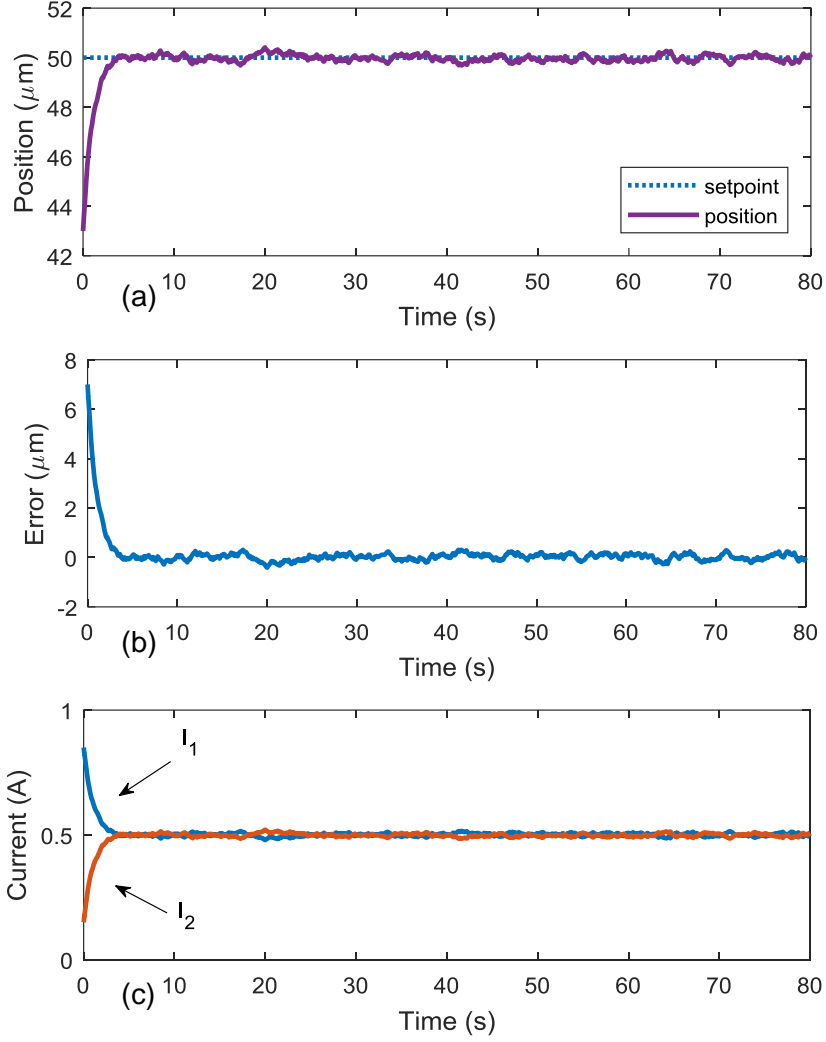 52
50
48
46
44
42
Position (μm)
setpoint
position
0 10 20 30 40 50 60 70 80
(a)
Time (s)
8
6
4
2
0
-2
Error (μm)
0 10 20 30 40 50 60 70 80
(b)
Time (s)
1
0.5
0
Current (A)
I1
I2
0 10 20 30 40 50 60 70 80
(c)
Time (s)